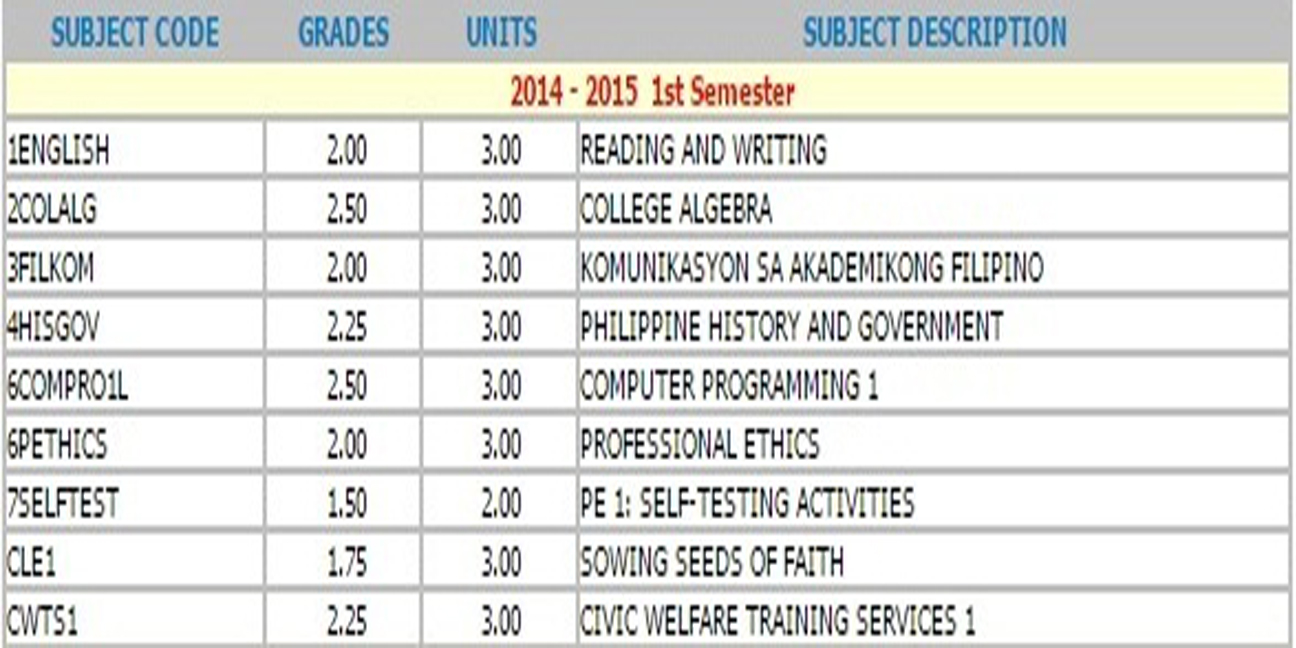 SUBJECT CODE GRADES UNITS SUBJECT DESCRIPTION
2014 - 2015 1st Semester
1ENGLISH 2.00 3.00 READING AND WRITING
2COLALG 2.50 3.00 COLLEGE ALGEBRA
3FILKOM 2.00 3.00 KOMUNIKASYON SA AKADEMIKONG FILIPINO
4HISGOV 2.25 3.00 PHILIPPINE HISTORY AND GOVERNMENT
6COMPRO1L 2.50 3.00 COMPUTER PROGRAMMING 1
6PETHICS 2.00 3.00 PROFESSIONAL ETHICS
7SELFTEST 1.50 2.00 PE 1: SELF-TESTING ACTIVITIES
CLE1 1.75 3.00 SOWING SEEDS OF FAITH
CWTS1 2.25 3.00 CIVIC WELFARE TRAINING SERVICES 1